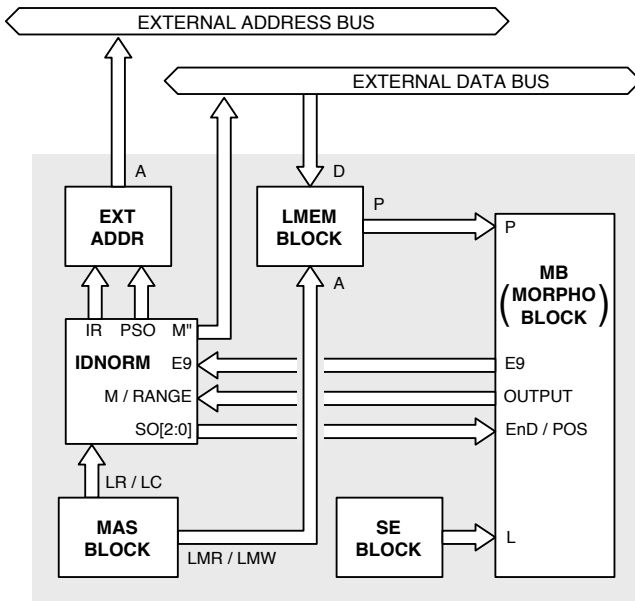 EXTERNAL ADDRESS BUS
EXTERNAL DATA BUS
A
D
EXT
ADDR
LMEM
BLOCK
P
P
A
MB
(MORPHO)
BLOCK
IR PSO M"
IDNORM
E9
E9
M / RANGE
OUTPUT
SO[2:0]
EnD / POS
LR / LC
MAS
BLOCK
LMR / LMW
SE
BLOCK
L